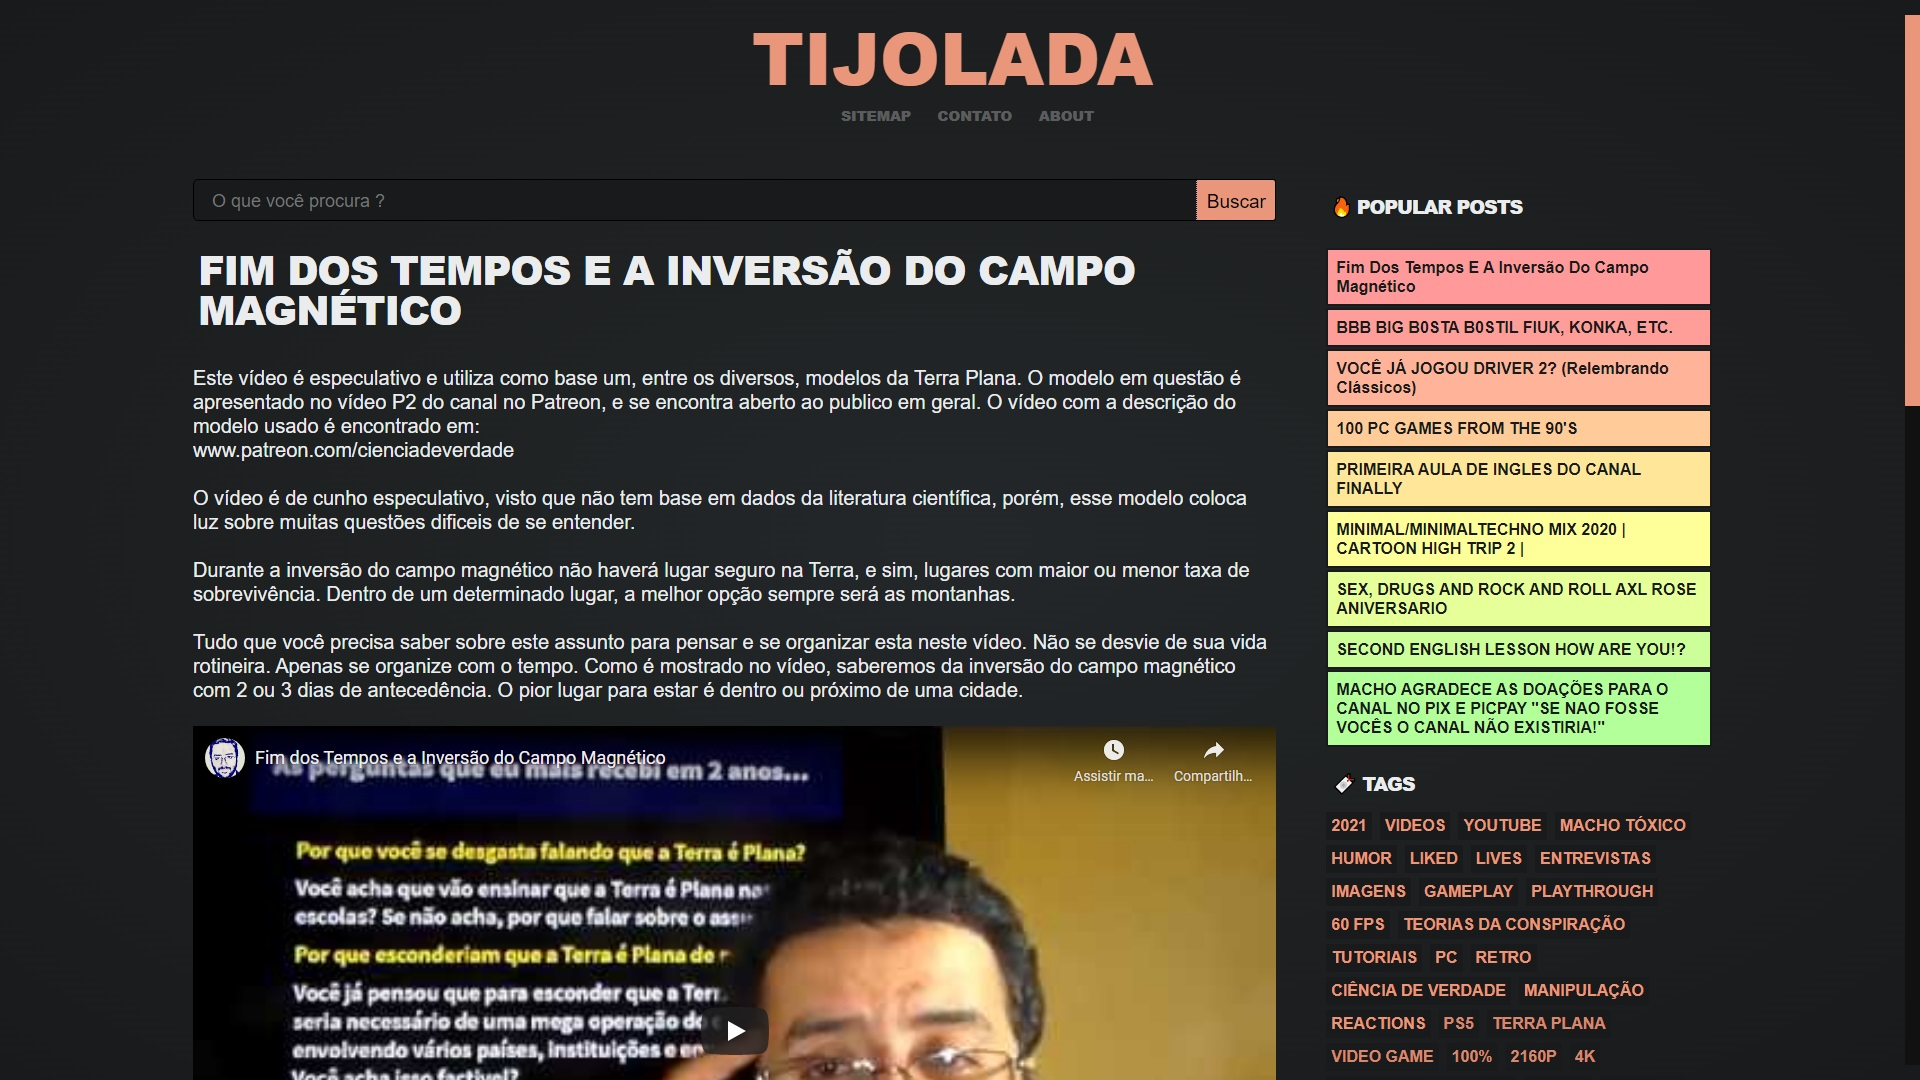 TIJOLADA
SITEMAP CONTATO ABOUT
O que você procura ?
Buscar
FIM DOS TEMPOS E A INVERSÃO DO CAMPO
MAGNÉTICO
Este vídeo é especulativo e utiliza como base um, entre os diversos, modelos da Terra Plana. O modelo em questão é
apresentado no vídeo P2 do canal no Patreon, e se encontra aberto ao publico em geral. O vídeo com a descrição do
modelo usado é encontrado em:
www.patreon.com/cienciadeverdade
O vídeo é de cunho especulativo, visto que não tem base em dados da literatura científica, porém, esse modelo coloca
luz sobre muitas questões dificeis de se entender.
Durante a inversão do campo magnético não haverá lugar seguro na Terra, e sim, lugares com maior ou menor taxa de
sobrevivência. Dentro de um determinado lugar, a melhor opção sempre será as montanhas.
Tudo que você precisa saber sobre este assunto para pensar e se organizar esta neste vídeo. Não se desvie de sua vida
rotineira. Apenas se organize com o tempo. Como é mostrado no vídeo, saberemos da inversão do campo magnético
com 2 ou 3 dias de antecedência. O pior lugar para estar é dentro ou próximo de uma cidade.
Fim dos Tempos e a Inversão do Campo Magnético
Assistir ma...
Compartilh...
As perguntas que eu mais recebi em 2 anos...
Por que você se desgasta falando que a Terra é Plana?
Você acha que vão ensinar que a Terra é Plana nas
escolas? Se não acha, por que falar sobre o
Por que esconderiam que a Terra é Plana de
Você já pensou que para esconder que a
seria necessário de uma mega operação
envolvendo vários países, instituições e
Você acha isso factível?
POPULAR POSTS
Fim Dos Tempos E A Inversão Do Campo
Magnético
BBB BIG B0STA B0STIL FIUK, KONKA, ETC.
VOCÊ JÁ JOGOU DRIVER 2? (Relembrando
Clássicos)
100 PC GAMES FROM THE 90'S
PRIMEIRA AULA DE INGLES DO CANAL
FINALLY
MINIMAL/MINIMALTECHNO MIX 2020 |
CARTOON HIGH TRIP 2 |
SEX, DRUGS AND ROCK AND ROLL AXL ROSE
ANIVERSARIO
SECOND ENGLISH LESSON HOW ARE YOU!?
MACHO AGRADECE AS DOAÇÕES PARA O
CANAL NO PIX E PICPAY "SE NAO FOSSE
VOCÊS O CANAL NÃO EXISTIRIA!"
TAGS
2021 VIDEOS YOUTUBE MACHO TÓXICO
HUMOR LIKED LIVES ENTREVISTAS
IMAGENS GAMEPLAY PLAYTHROUGH
60 FPS TEORIAS DA CONSPIRAÇÃO
TUTORIAIS PC RETRO
CIÊNCIA DE VERDADE MANIPULAÇÃO
REACTIONS PS5 TERRA PLANA
VIDEO GAME 100% 2160P 4K